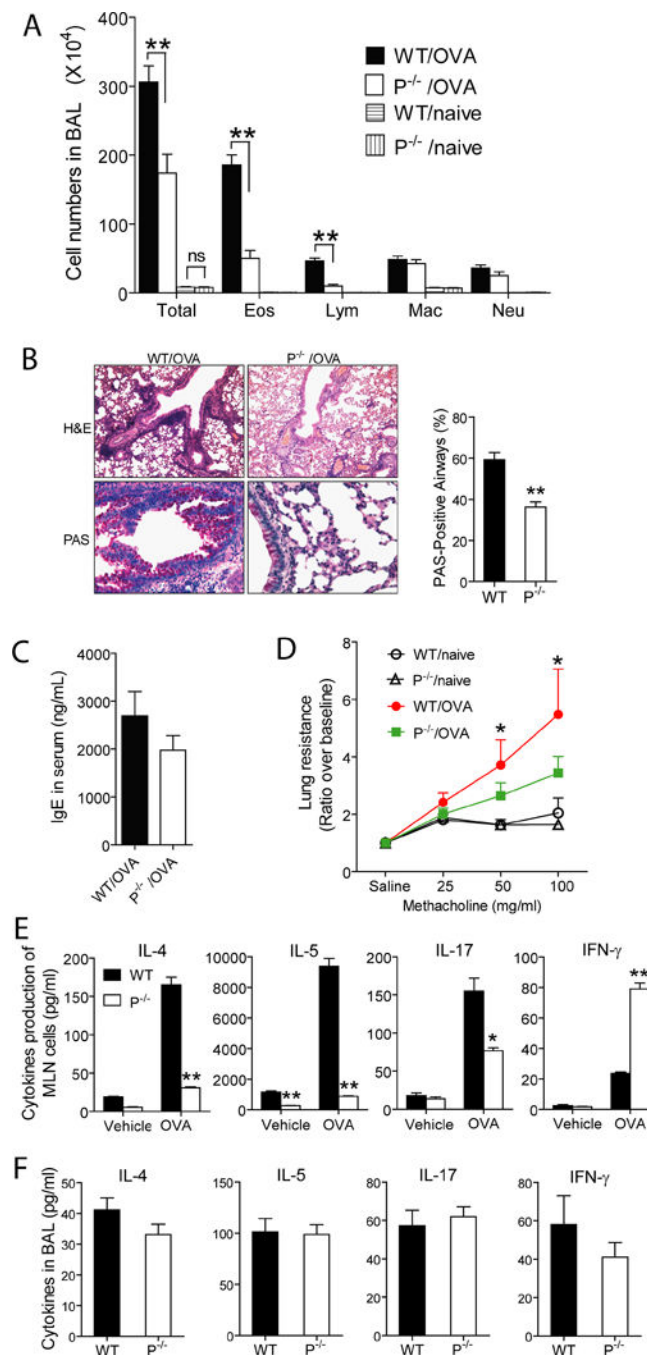 A
Cell numbers in BAL (X10⁴)
300
200
100
0
** ** ** ns
WT/OVA
P⁻/⁻/OVA
WT/naive
P⁻/⁻/naive
Total Eos Lym Mac Neu
B
WT/OVA P⁻/⁻/OVA
H&E
PAS
PAS-Positive Airways (%)
80
60
40
20
0
**
WT P⁻/⁻
C
IgE in serum (ng/mL)
4000
3000
2000
1000
0
WT/OVA P⁻/⁻/OVA
D
Lung resistance
(Ratio over baseline)
8
6
4
2
0
WT/naive
P⁻/⁻/naive
WT/OVA
P⁻/⁻/OVA
* *
Saline 25 50 100
Methacholine (mg/ml)
E
Cytokines production of
MLN cells (pg/ml)
IL-4
200
150
100
50
0
WT
P⁻/⁻
**
Vehicle OVA
IL-5
10000
8000
6000
4000
2000
0
** **
Vehicle OVA
IL-17
200
150
100
50
0
*
Vehicle OVA
IFN-γ
100
80
60
40
20
0
**
Vehicle OVA
F
Cytokines in BAL (pg/ml)
IL-4
50
40
30
20
10
0
WT P⁻/⁻
IL-5
150
100
50
0
WT P⁻/⁻
IL-17
80
60
40
20
0
WT P⁻/⁻
IFN-γ
80
60
40
20
0
WT P⁻/⁻